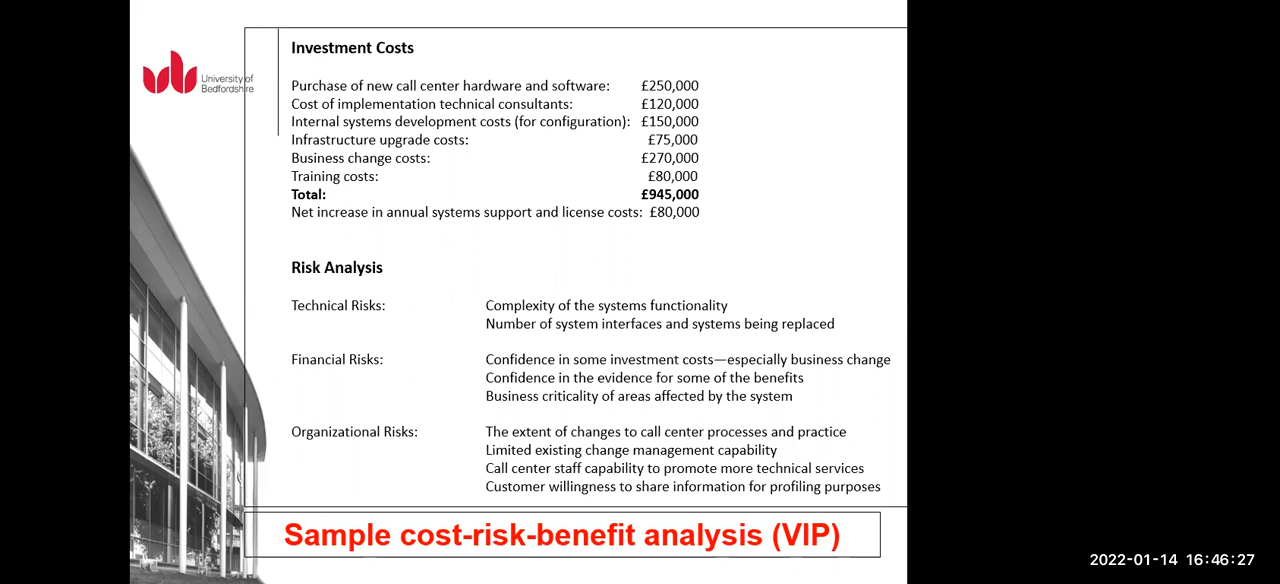 University of
Bedfordshire
Investment Costs
Purchase of new call center hardware and software: £250,000
Cost of implementation technical consultants: £120,000
Internal systems development costs (for configuration): £150,000
Infrastructure upgrade costs: £75,000
Business change costs: £270,000
Training costs: £80,000
Total: £945,000
Net increase in annual systems support and license costs: £80,000
Risk Analysis
Technical Risks: Complexity of the systems functionality
Number of system interfaces and systems being replaced
Financial Risks: Confidence in some investment costs—especially business change
Confidence in the evidence for some of the benefits
Business criticality of areas affected by the system
Organizational Risks: The extent of changes to call center processes and practice
Limited existing change management capability
Call center staff capability to promote more technical services
Customer willingness to share information for profiling purposes
Sample cost-risk-benefit analysis (VIP)
2022-01-14 16:46:27